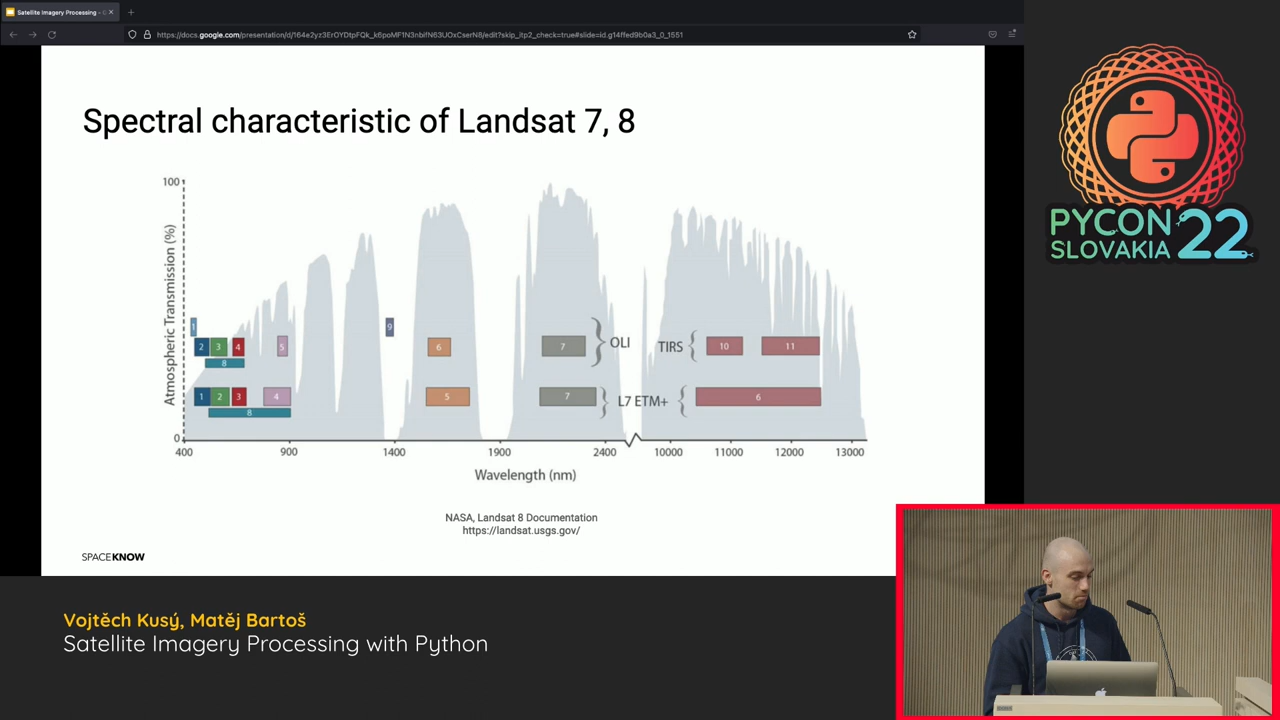 Satellite Imagery Processing - G
https://docs.google.com/presentation/d/164e2yz3ErOYDtpFQk_k6poMF1N3nbifN63UOxCserN8/edit?skip_itp2_check=true#slide=id.g14ffed9b0a3_0_1551
Spectral characteristic of Landsat 7, 8
100
Atmospheric Transmission (%)
0
1
9
2 3 4 5 6 7 OLI TIRS 10 11
8
1 2 3 4 5 7 L7 ETM+ 6
8
400 900 1400 1900 2400 10000 11000 12000 13000
Wavelength (nm)
NASA, Landsat 8 Documentation
https://landsat.usgs.gov/
SPACEKNOW
PYCON
SLOVAKIA 22
Vojtěch Kusý, Matěj Bartoš
Satellite Imagery Processing with Python